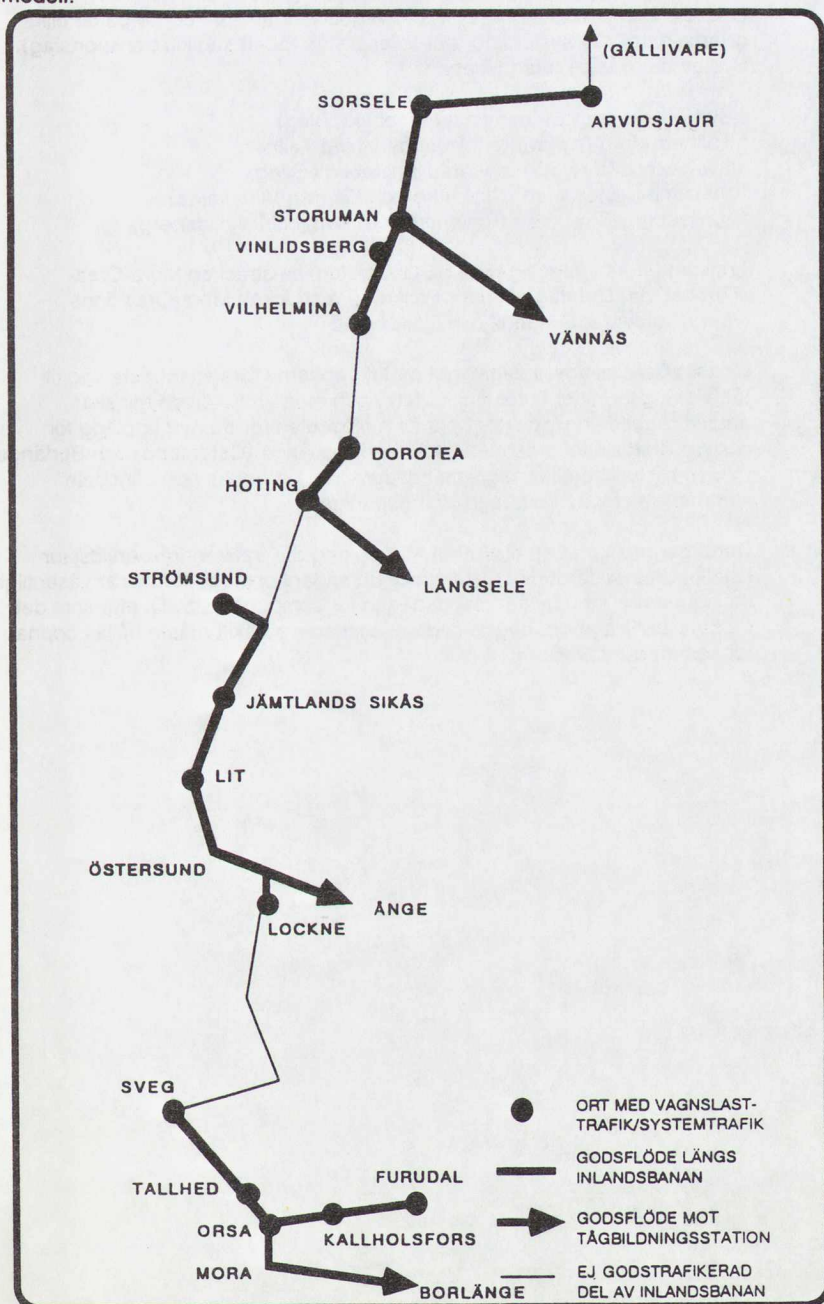 modell:
(GÄLLIVARE)
SORSELE
ARVIDSJAUR
STORUMAN
VINLIDSBERG
VILHELMINA
VÄNNÄS
DOROTEA
HOTING
STRÖMSUND
LÅNGSELE
JÄMTLANDS SIKÅS
LIT
ÖSTERSUND
ÅNGE
LOCKNE
SVEG
ORT MED VAGNSLAST-
TRAFIK/SYSTEMTRAFIK
GODSFLÖDE LÄNGS
INLANDSBANAN
TALLHED
FURUDAL
ORSA
KALLHOLSFORS
GODSFLÖDE MOT
TÅGBILDNINGSSTATION
MORA
BORLÄNGE
EJ GODSTRAFIKERAD
DEL AV INLANDSBANAN